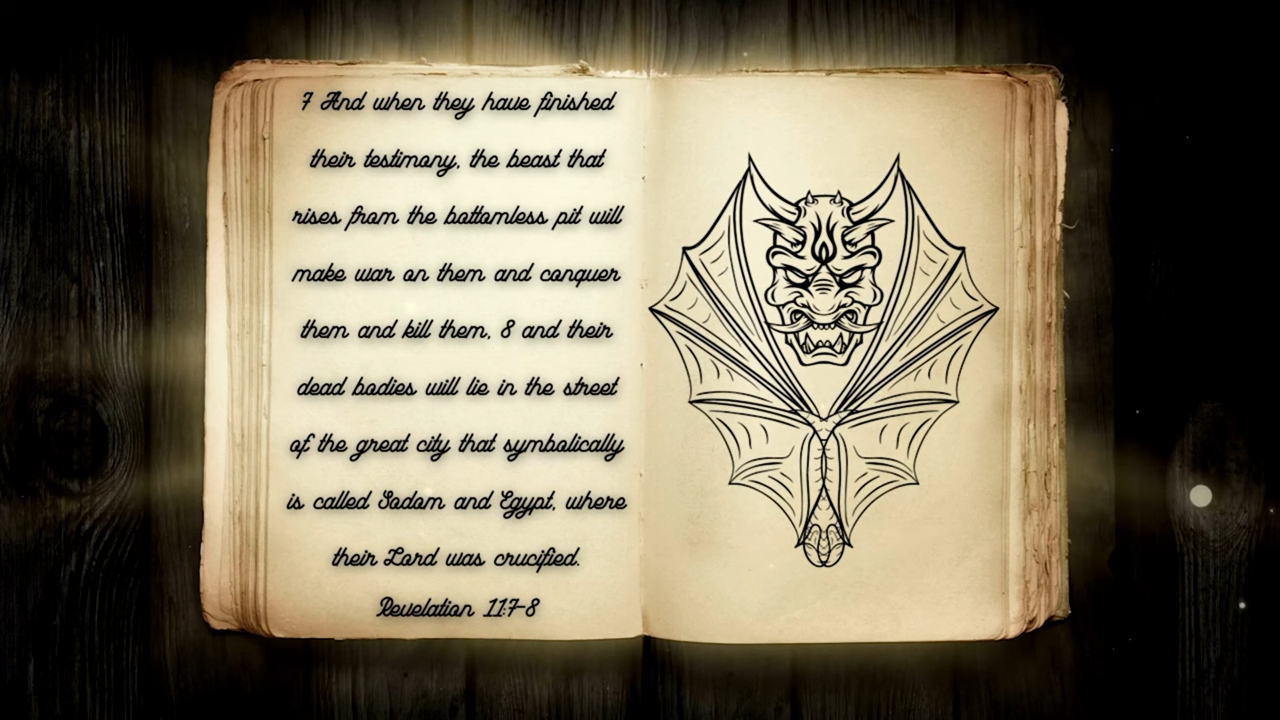 7 And when they have finished
their testimony, the beast that
rises from the bottomless pit will
make war on them and conquer
them and kill them, 8 and their
dead bodies will lie in the street
of the great city that symbolically
is called Sodom and Egypt, where
their Lord was crucified.
Revelation 11:7-8